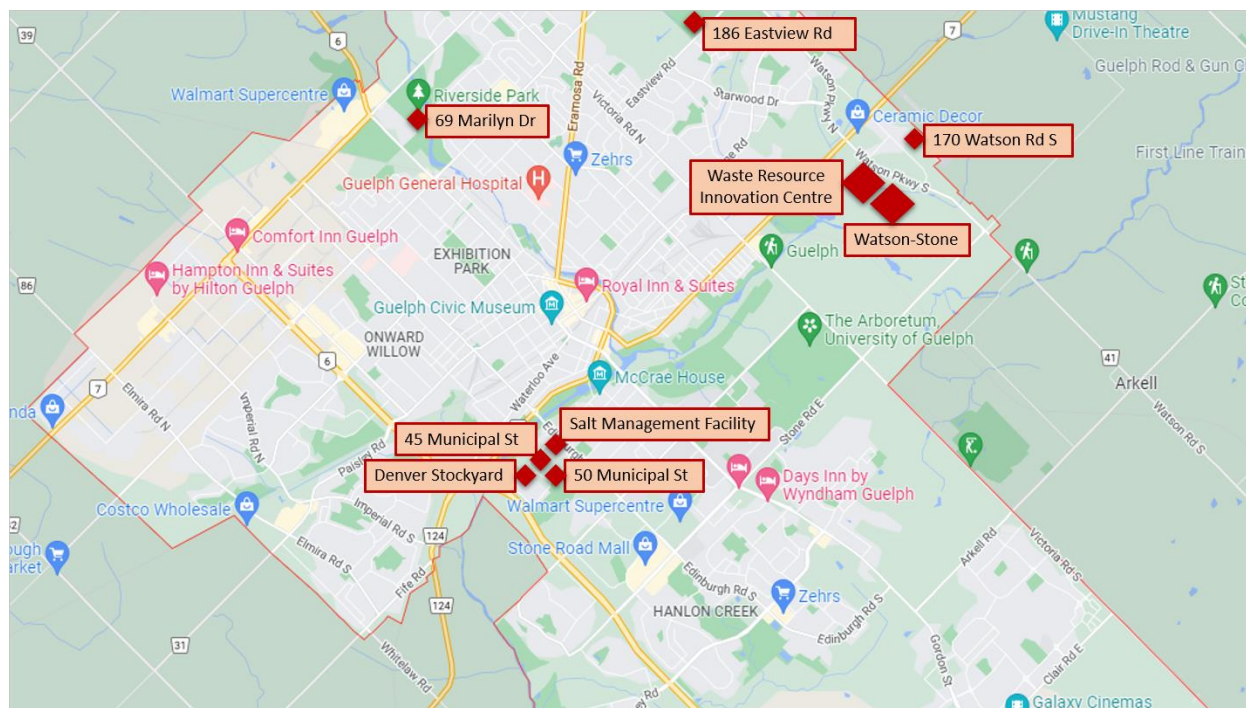 39
6
7
Mustang
Drive-In Theatre
186 Eastview Rd
Guelph Rod & Gun C
Eramosa Rd
Eastview Rd
Victoria Rd N
Watson Pkwy N
Starwood Dr
Walmart Supercentre
Riverside Park
69 Marilyn Dr
Ceramic Decor
170 Watson Rd S
First Line Train
Zehrs
Watson Pkwy S
Guelph General Hospital
Waste Resource
Innovation Centre
Watson-Stone
Comfort Inn Guelph
EXHIBITION
PARK
Guelph
Hampton Inn & Suites
by Hilton Guelph
86
Royal Inn & Suites
Guelph Civic Museum
The Arboretum,
University of Guelph
ONWARD
WILLOW
6
41
Arkell
7
Elmira Rd N
Imperial Rd N
Waterloo Ave
McCrae House
Watson Rd S
Stone Rd E
Salt Management Facility
45 Municipal St
Paisley Rd
Denver Stockyard
50 Municipal St
Days Inn by
Wyndham Guelph
Costco Wholesale
Imperial Rd S
Walmart Supercentre
Elmira Rd S
124
Stone Road Mall
Arkell Rd
Victoria Rd S
Fife Rd
Edinburgh Rd S
124
HANLON CREEK
Zehrs
Edinburgh Rd S
31
Whitelaw Rd
Gordon St
Clair Rd E
Galaxy Cinemas